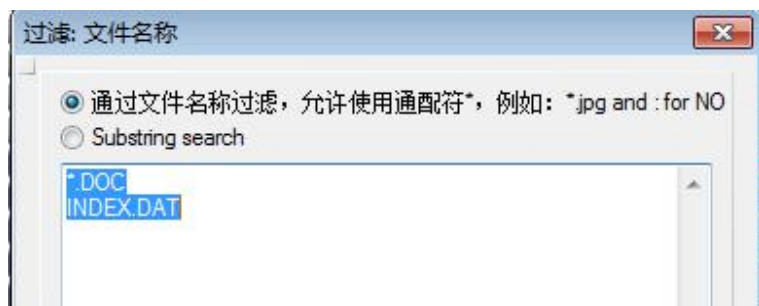 过滤: 文件名称
通过文件名称过滤，允许使用通配符*，例如：*.jpg and : for NO
Substring search
*.DOC
INDEX.DAT